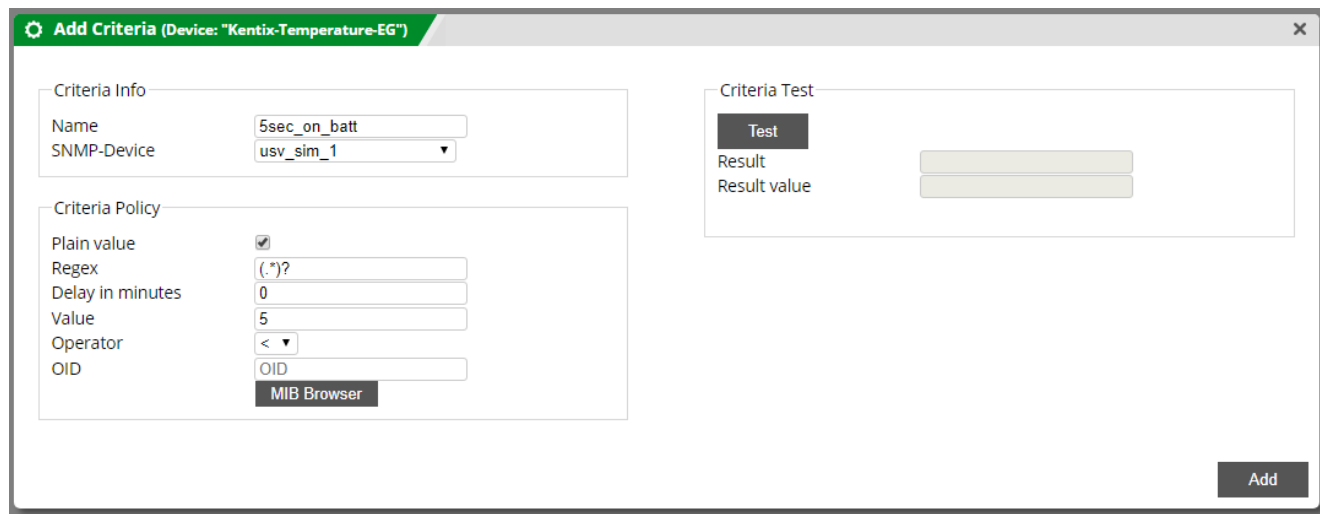 Add Criteria (Device: "Kentix-Temperature-EG")
Criteria Info
Name 5sec_on_batt
SNMP-Device usv_sim_1
Criteria Policy
Plain value
Regex (.*)?
Delay in minutes 0
Value 5
Operator <
OID OID
MIB Browser
Criteria Test
Test
Result
Result value
Add